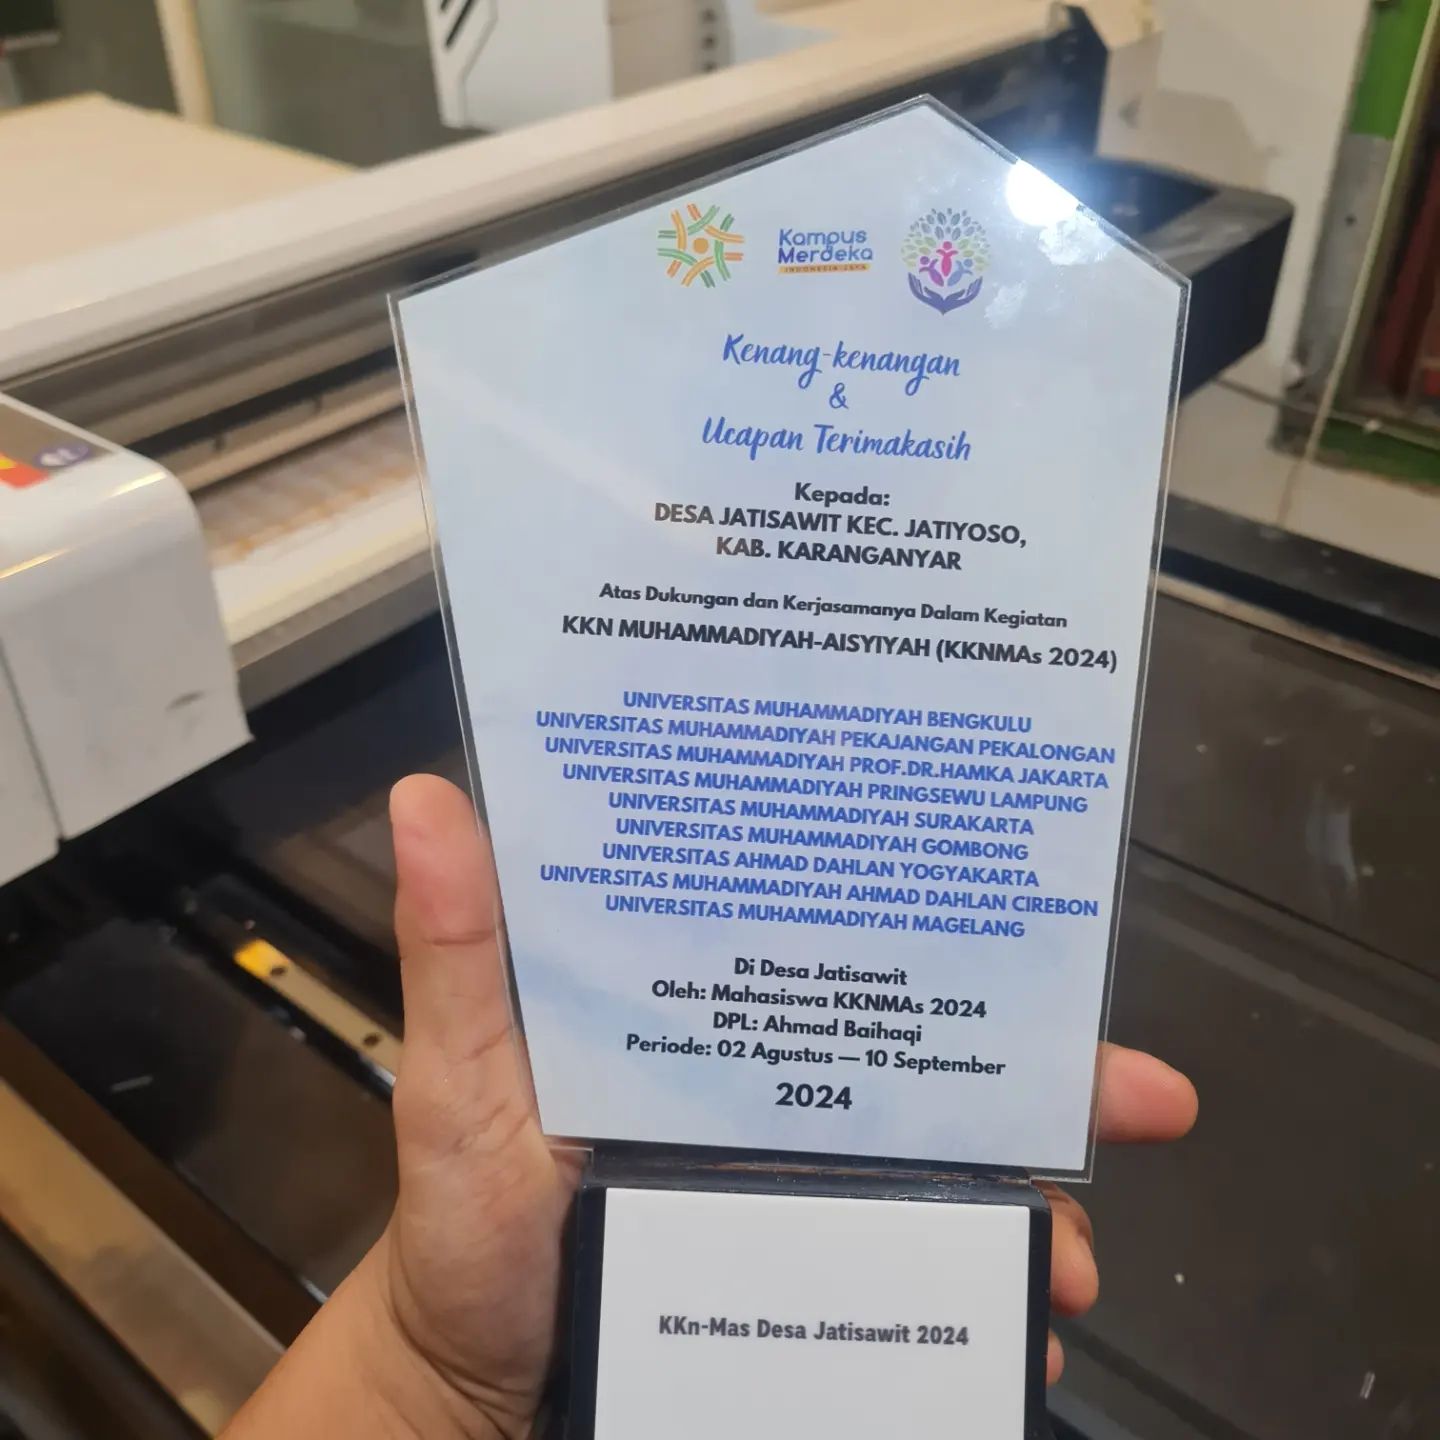 Kampus
Merdeka
INDONESIA JAYA
Kenang-kenangan
&
Ucapan Terimakasih
Kepada:
DESA JATISAWIT KEC. JATIYOSO,
KAB. KARANGANYAR
Atas Dukungan dan Kerjasamanya Dalam Kegiatan
KKN MUHAMMADIYAH-AISYIYAH (KKNMAs 2024)
UNIVERSITAS MUHAMMADIYAH BENGKULU
UNIVERSITAS MUHAMMADIYAH PEKAJANGAN PEKALONGAN
UNIVERSITAS MUHAMMADIYAH PROF.DR.HAMKA JAKARTA
UNIVERSITAS MUHAMMADIYAH PRINGSEWU LAMPUNG
UNIVERSITAS MUHAMMADIYAH SURAKARTA
UNIVERSITAS MUHAMMADIYAH GOMBONG
UNIVERSITAS AHMAD DAHLAN YOGYAKARTA
UNIVERSITAS MUHAMMADIYAH AHMAD DAHLAN CIREBON
UNIVERSITAS MUHAMMADIYAH MAGELANG
Di Desa Jatisawit
Oleh: Mahasiswa KKNMAs 2024
DPL: Ahmad Baihaqi
Periode: 02 Agustus — 10 September
2024
KKn-Mas Desa Jatisawit 2024